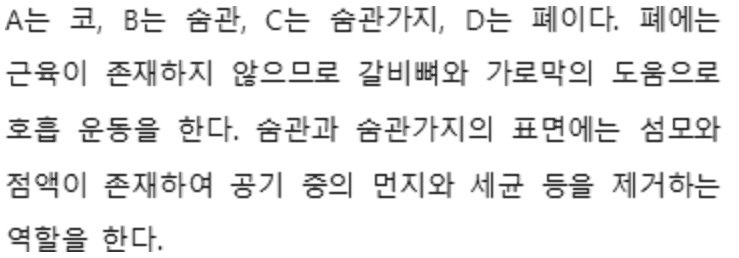 A는 코, B는 숨관, C는 숨관가지, D는 폐이다. 폐에는
근육이 존재하지 않으므로 갈비뼈와 가로막의 도움으로
호흡 운동을 한다. 숨관과 숨관가지의 표면에는 섬모와
점액이 존재하여 공기 중의 먼지와 세균 등을 제거하는
역할을 한다.